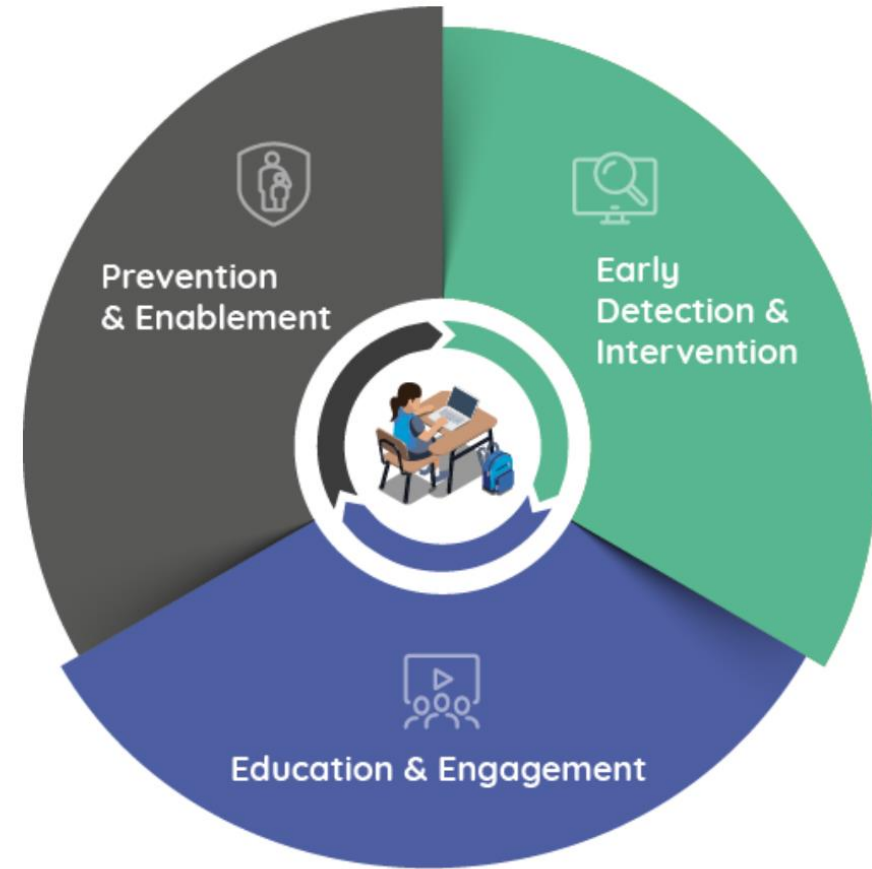 Prevention
& Enablement
Early
Detection &
Intervention
Education & Engagement